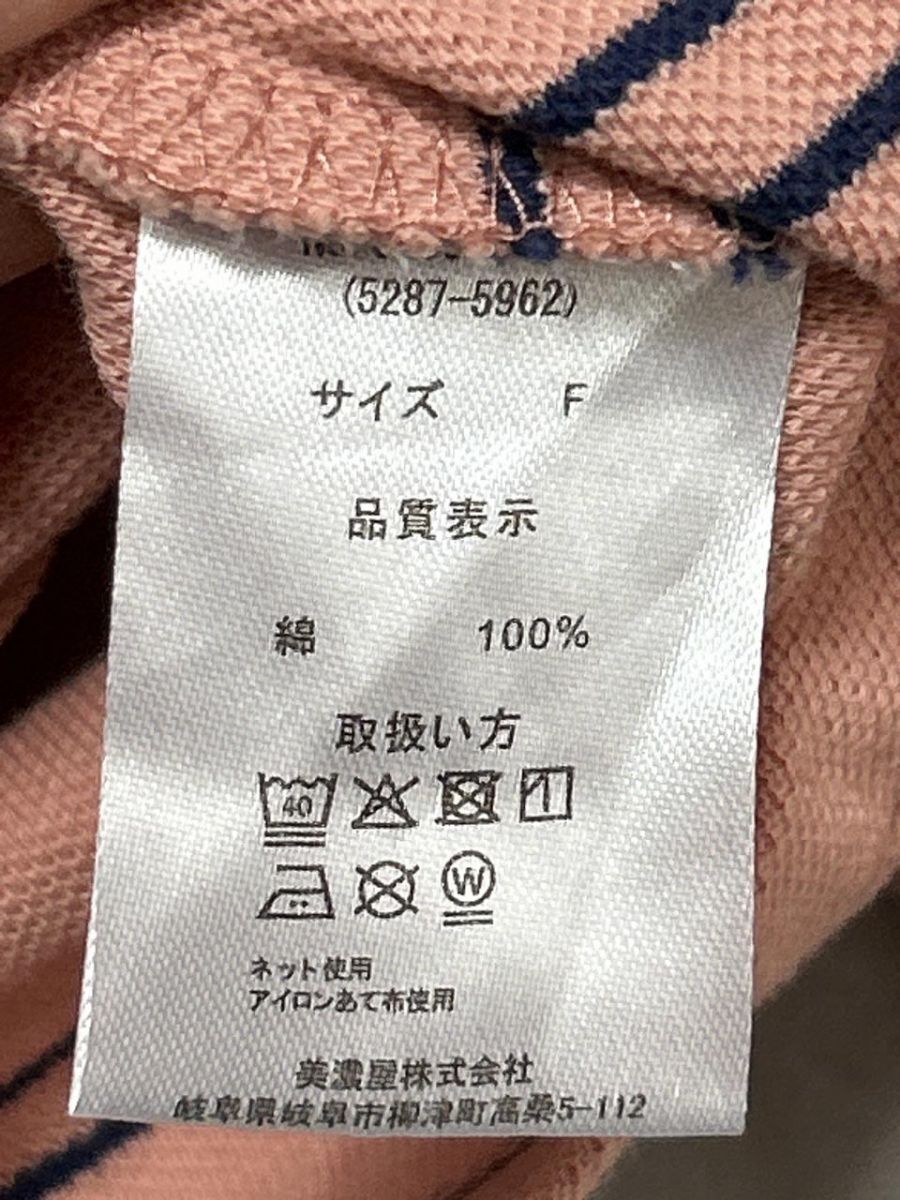 (5287-5962)
サイズ F
品質表示
綿 100%
取扱い方
40
W
ネット使用
アイロンあて布使用
美濃屋株式会社
岐阜県岐阜市柳津町高桑5-112